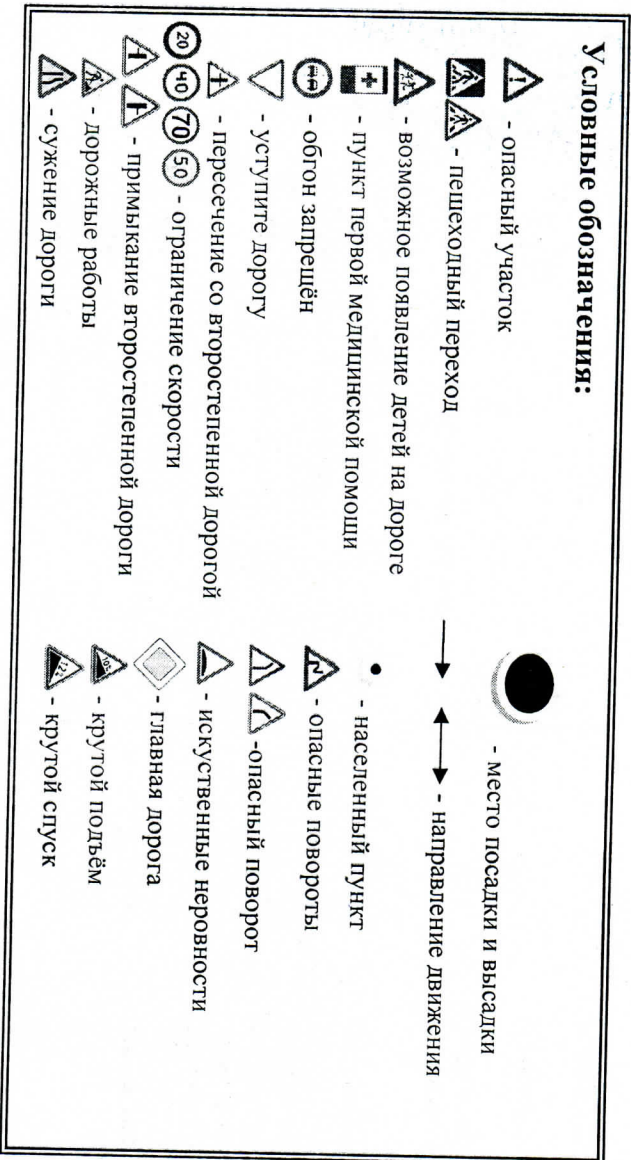 Условные обозначения:
- опасный участок
- пешеходный переход
- возможное появление детей на дороге
- пункт первой медицинской помощи
- обгон запрещён
- уступите дорогу
- пересечение со второстепенной дорогой
20 40 70 50 - ограничение скорости
- примыкание второстепенной дороги
- дорожные работы
- сужение дороги
- место посадки и высадки
- направление движения
- населенный пункт
- опасные повороты
-опасный поворот
- искуственные неровности
- главная дорога
- крутой подъём
- крутой спуск